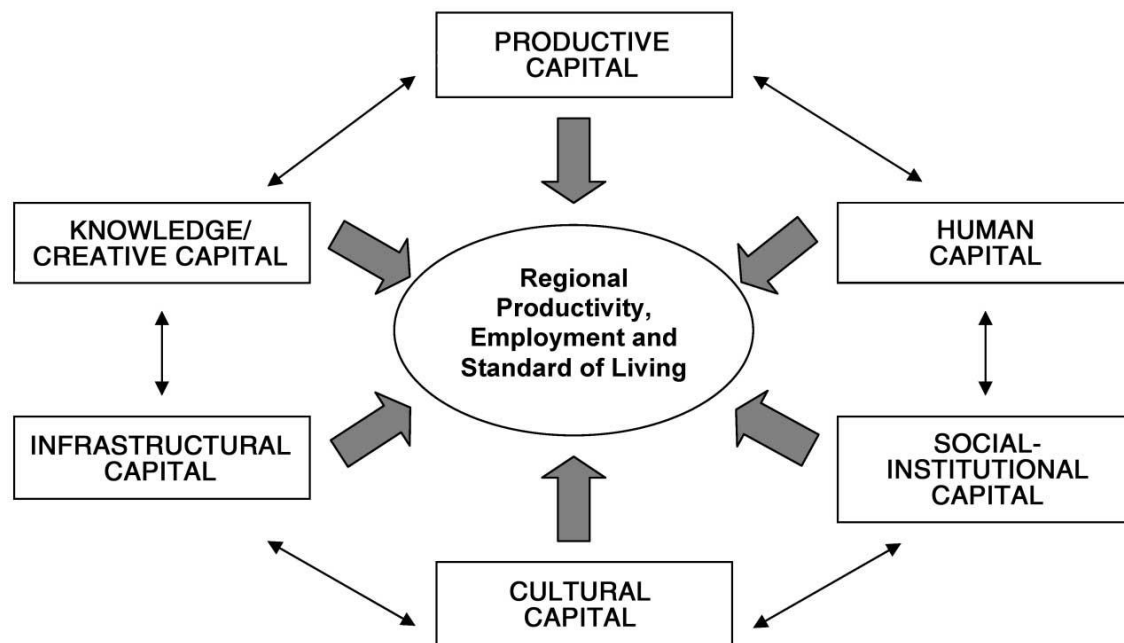 PRODUCTIVE
CAPITAL
KNOWLEDGE/
CREATIVE CAPITAL
HUMAN
CAPITAL
Regional
Productivity,
Employment and
Standard of Living
INFRASTRUCTURAL
CAPITAL
SOCIAL-
INSTITUTIONAL
CAPITAL
CULTURAL
CAPITAL